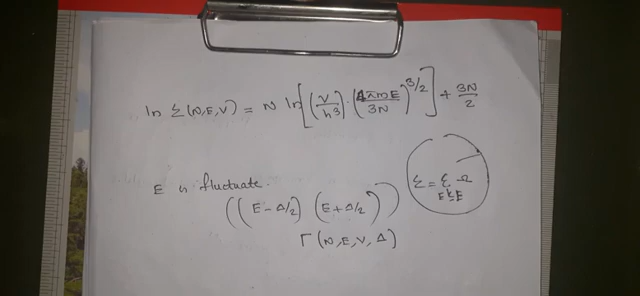 ln Σ(N,E,V) = N ln[(V/h³)·(4πmE/3N)^3/2] + 3N/2
E is fluctuate.
Σ = Σ Ω
E' ≤ E
((E-Δ/2) (E+Δ/2))
Γ(N,E,V,Δ)